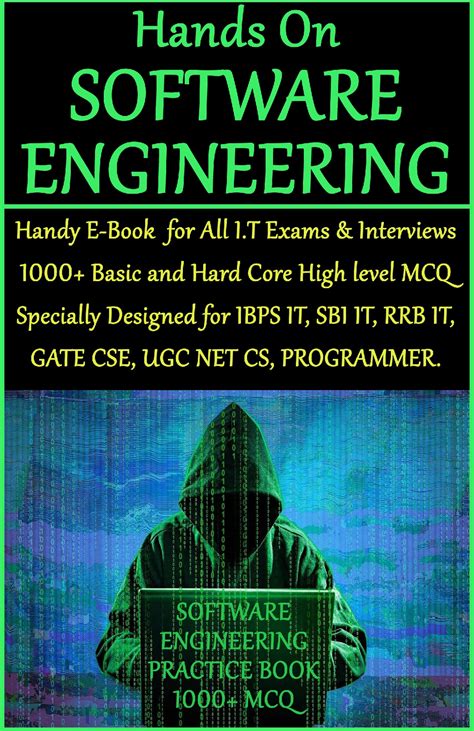 Hands On
SOFTWARE
ENGINEERING
Handy E-Book for All I.T Exams & Interviews
1000+ Basic and Hard Core High level MCQ
Specially Designed for IBPS IT, SBI IT, RRB IT,
GATE CSE, UGC NET CS, PROGRAMMER.
SOFTWARE
ENGINEERING
PRACTICE BOOK
1000+ MCQ